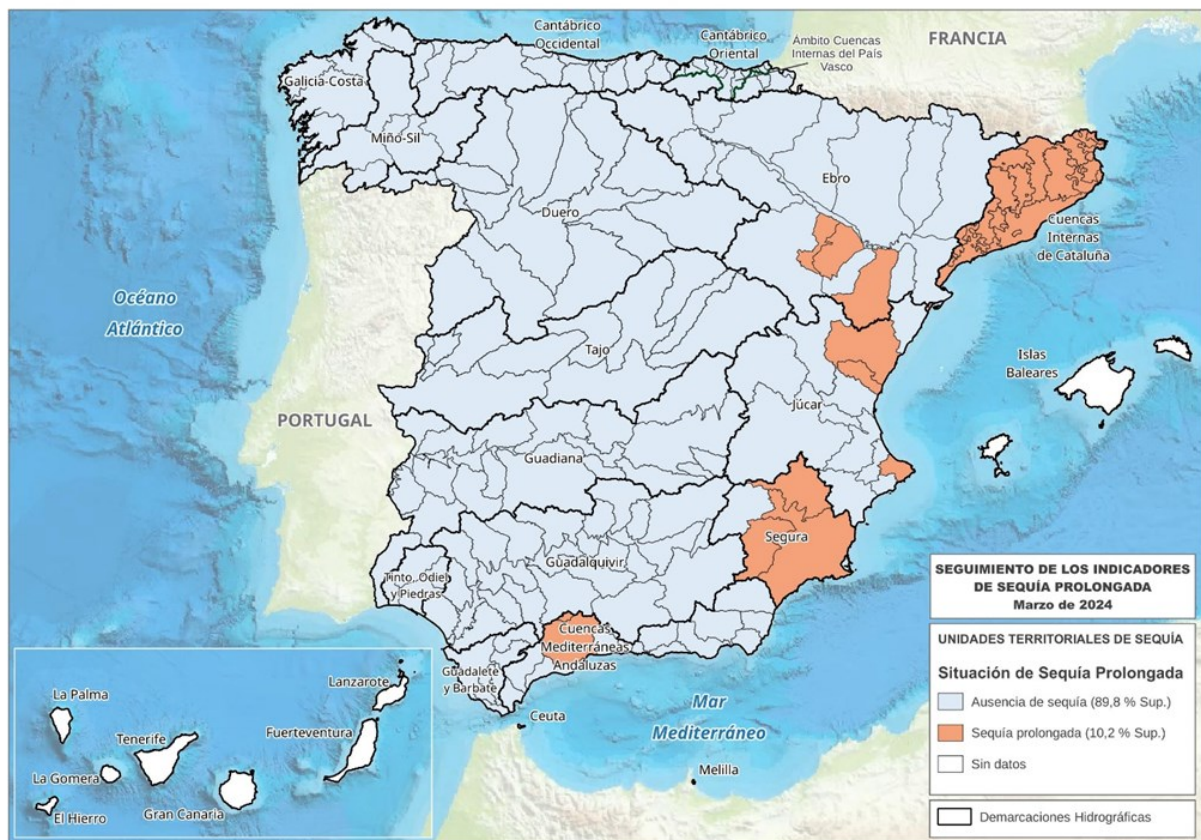 Cantábrico
Occidental
Cantábrico
Oriental
Ámbito Cuencas
Internas del País
Vasco
FRANCIA
Galicia-Costa
Miño-Sil
Ebro
Duero
Cuencas
Internas
de Cataluña
Océano
Atlántico
Tajo
Islas
Baleares
PORTUGAL
Júcar
Guadiana
Segura
Guadalquivir
Tinto, Odiel
y Piedras
Cuencas
Mediterráneas
Andaluzas
Guadalete
y Barbate
Ceuta
Mar
Mediterráneo
Melilla
La Palma
Lanzarote
Tenerife
Fuerteventura
La Gomera
El Hierro
Gran Canaria
SEGUIMIENTO DE LOS INDICADORES
DE SEQUÍA PROLONGADA
Marzo de 2024
UNIDADES TERRITORIALES DE SEQUÍA
Situación de Sequía Prolongada
Ausencia de sequía (89,8 % Sup.)
Sequía prolongada (10,2 % Sup.)
Sin datos
Demarcaciones Hidrográficas